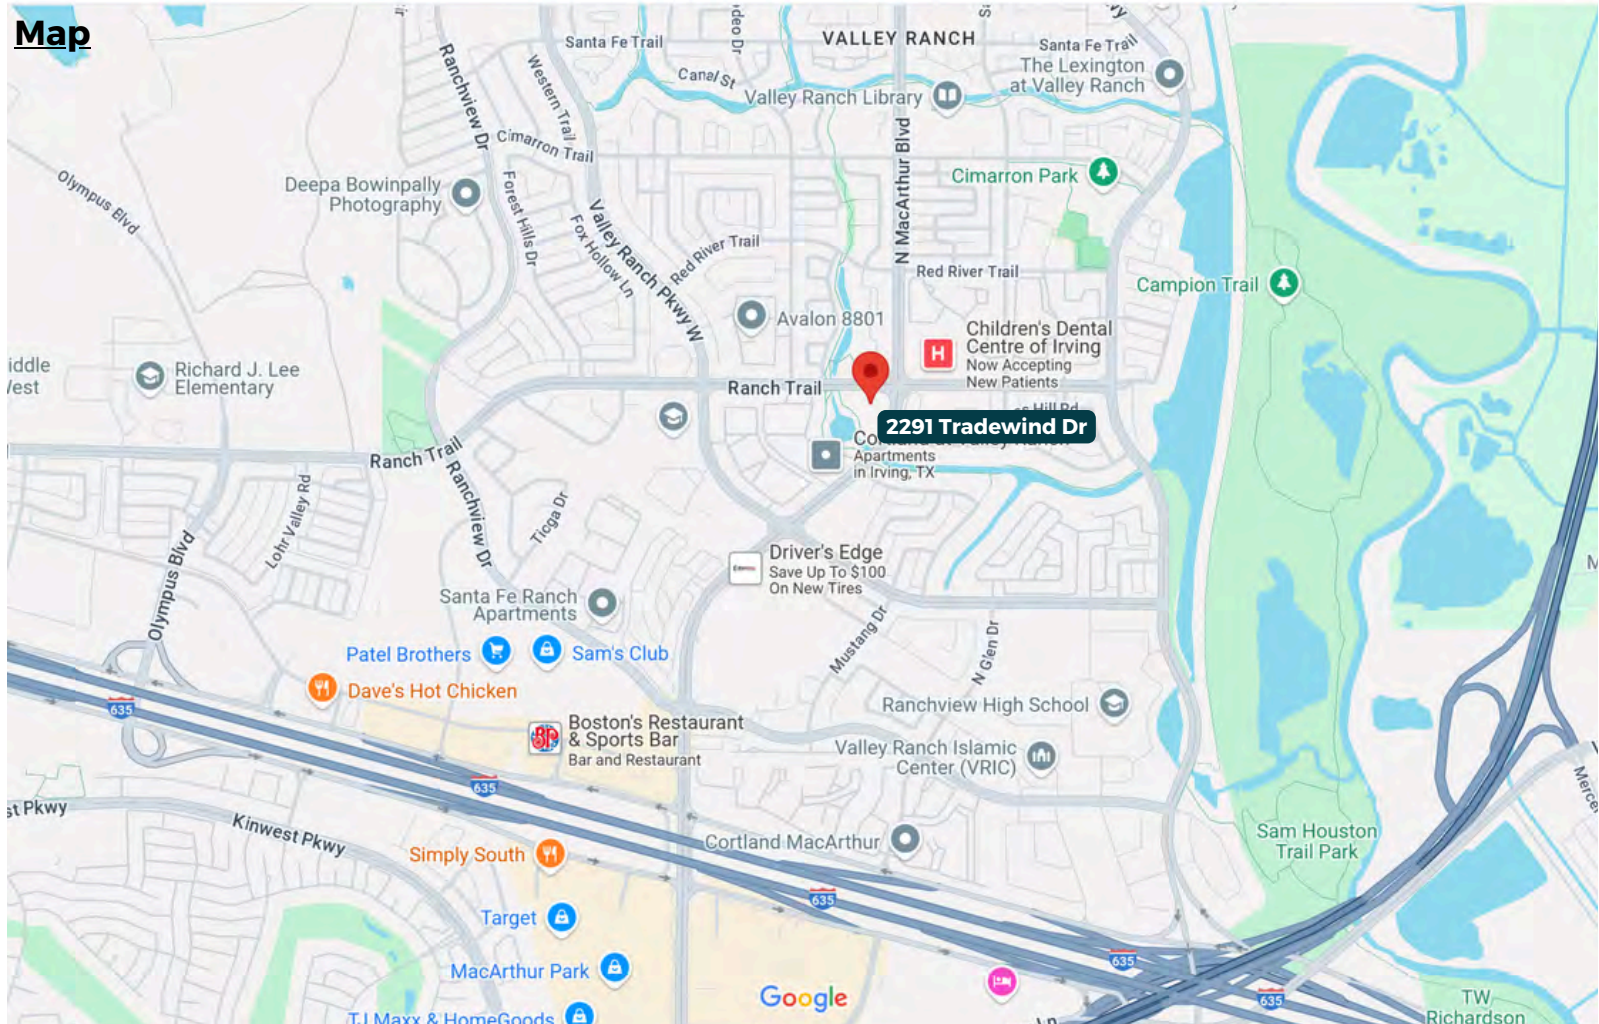 Map
Santa Fe Trail
VALLEY RANCH
Santa Fe Trail
The Lexington
at Valley Ranch
Canal St
Valley Ranch Library
Ranchview Dr
Western Trail
Cimarron Trail
N MacArthur Blvd
Cimarron Park
Olympus Blvd
Deepa Bowinpally
Photography
Forest Hills Dr
Valley Ranch Pkwy W
Fox Hollow Ln
Red River Trail
Red River Trail
Campion Trail
Avalon 8801
Children's Dental
Centre of Irving
Now Accepting
New Patients
H
Richard J. Lee
Elementary
Ranch Trail
Hill Rd
2291 Tradewind Dr
Apartments
in Irving, TX
Ranch Trail
Ranchview Dr
Lohr Valley Rd
Tioga Dr
Olympus Blvd
Driver's Edge
Save Up To $100
On New Tires
Santa Fe Ranch
Apartments
Mustang Dr
N Glen Dr
Patel Brothers
Sam's Club
Dave's Hot Chicken
Ranchview High School
635
BP
Boston's Restaurant
& Sports Bar
Bar and Restaurant
Valley Ranch Islamic
Center (VRIC)
635
st Pkwy
Kinwest Pkwy
Cortland MacArthur
Sam Houston
Trail Park
Simply South
635
Target
635
MacArthur Park
Google
635
TJ Maxx & HomeGoods
Ln
TW
Richardson